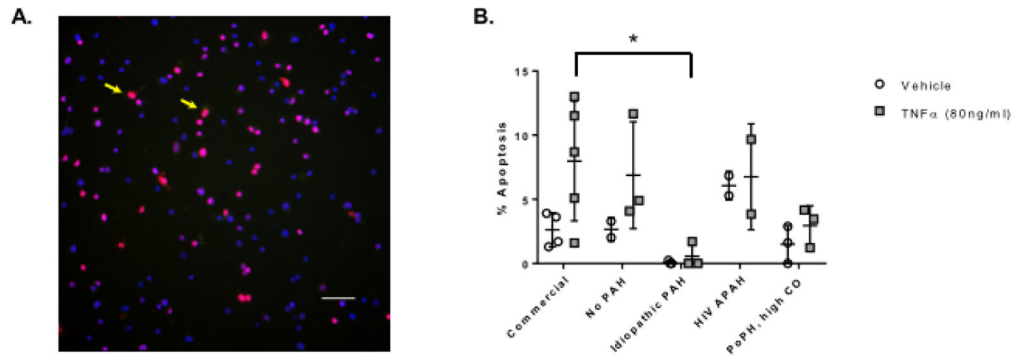 A.
B.
*
15
10
5
0
% Apoptosis
Commercial
No PAH
Idiopathic PAH
HIV APAH
PoPH, high CO
Vehicle
TNFα (80ng/ml)